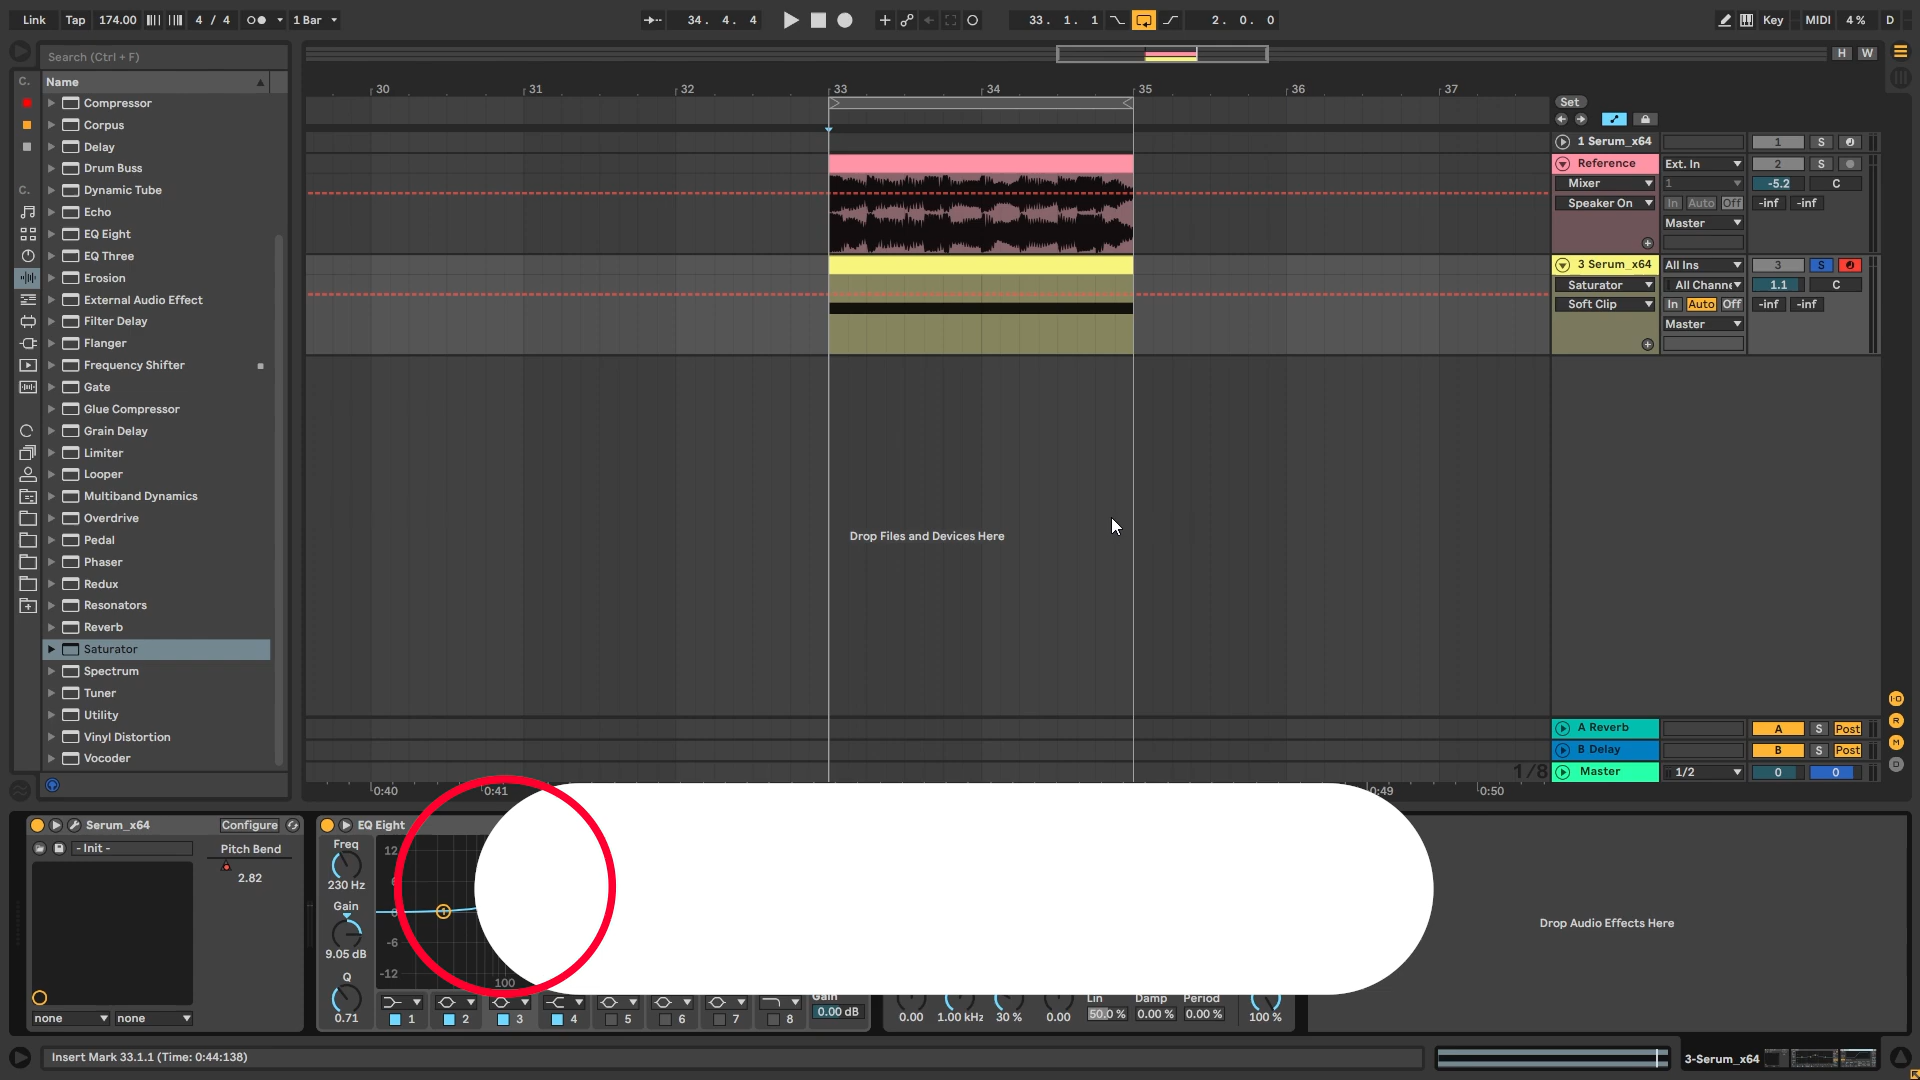 Link Tap 174.00 4 / 4 1 Bar 34. 4. 4 33. 1. 1 2. 0. 0 Key MIDI 4 % D
Search (Ctrl + F)
H W
C. Name
30 31 32 33 34 35 36 37
Set
Compressor
Corpus
Delay
Drum Buss
Dynamic Tube
C.
Echo
EQ Eight
EQ Three
Erosion
External Audio Effect
Filter Delay
Flanger
Frequency Shifter
Gate
Glue Compressor
Grain Delay
Limiter
Looper
Multiband Dynamics
Overdrive
Pedal
Phaser
Redux
Resonators
Reverb
Saturator
Spectrum
Tuner
Utility
Vinyl Distortion
Vocoder
1 Serum_x64 1 S
Reference Ext. In 2 S
Mixer 1 -5.2 C
Speaker On In Auto Off -inf -inf
Master
3 Serum_x64 All Ins 3 S
Saturator All Channe 1.1 C
Soft Clip In Auto Off -inf -inf
Master
Drop Files and Devices Here
I-O
R
M
D
A Reverb A S Post
B Delay B S Post
1/8 Master 1/2 0 0
0:40 0:41 0:49 0:50
Serum_x64 Configure
- Init -
Pitch Bend
2.82
none none
EQ Eight
Freq
230 Hz
Gain
9.05 dB
Q
0.71
12
6
0
-6
-12
100
1
1 2 3 4 5 6 7 8
Gain
0.00 dB
Lin Damp Period
0.00 1.00 kHz 30 % 0.00 50.0 % 0.00 % 0.00 % 100 %
Drop Audio Effects Here
Insert Mark 33.1.1 (Time: 0:44:138)
3-Serum_x64